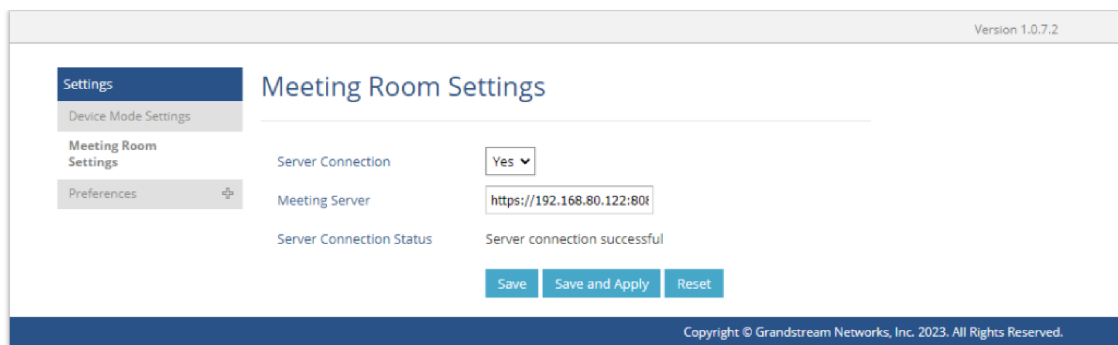 Version 1.0.7.2
Settings
Device Mode Settings
Meeting Room
Settings
Preferences
Meeting Room Settings
Server Connection
Yes
Meeting Server
https://192.168.80.122:808
Server Connection Status
Server connection successful
Save
Save and Apply
Reset
Copyright © Grandstream Networks, Inc. 2023. All Rights Reserved.